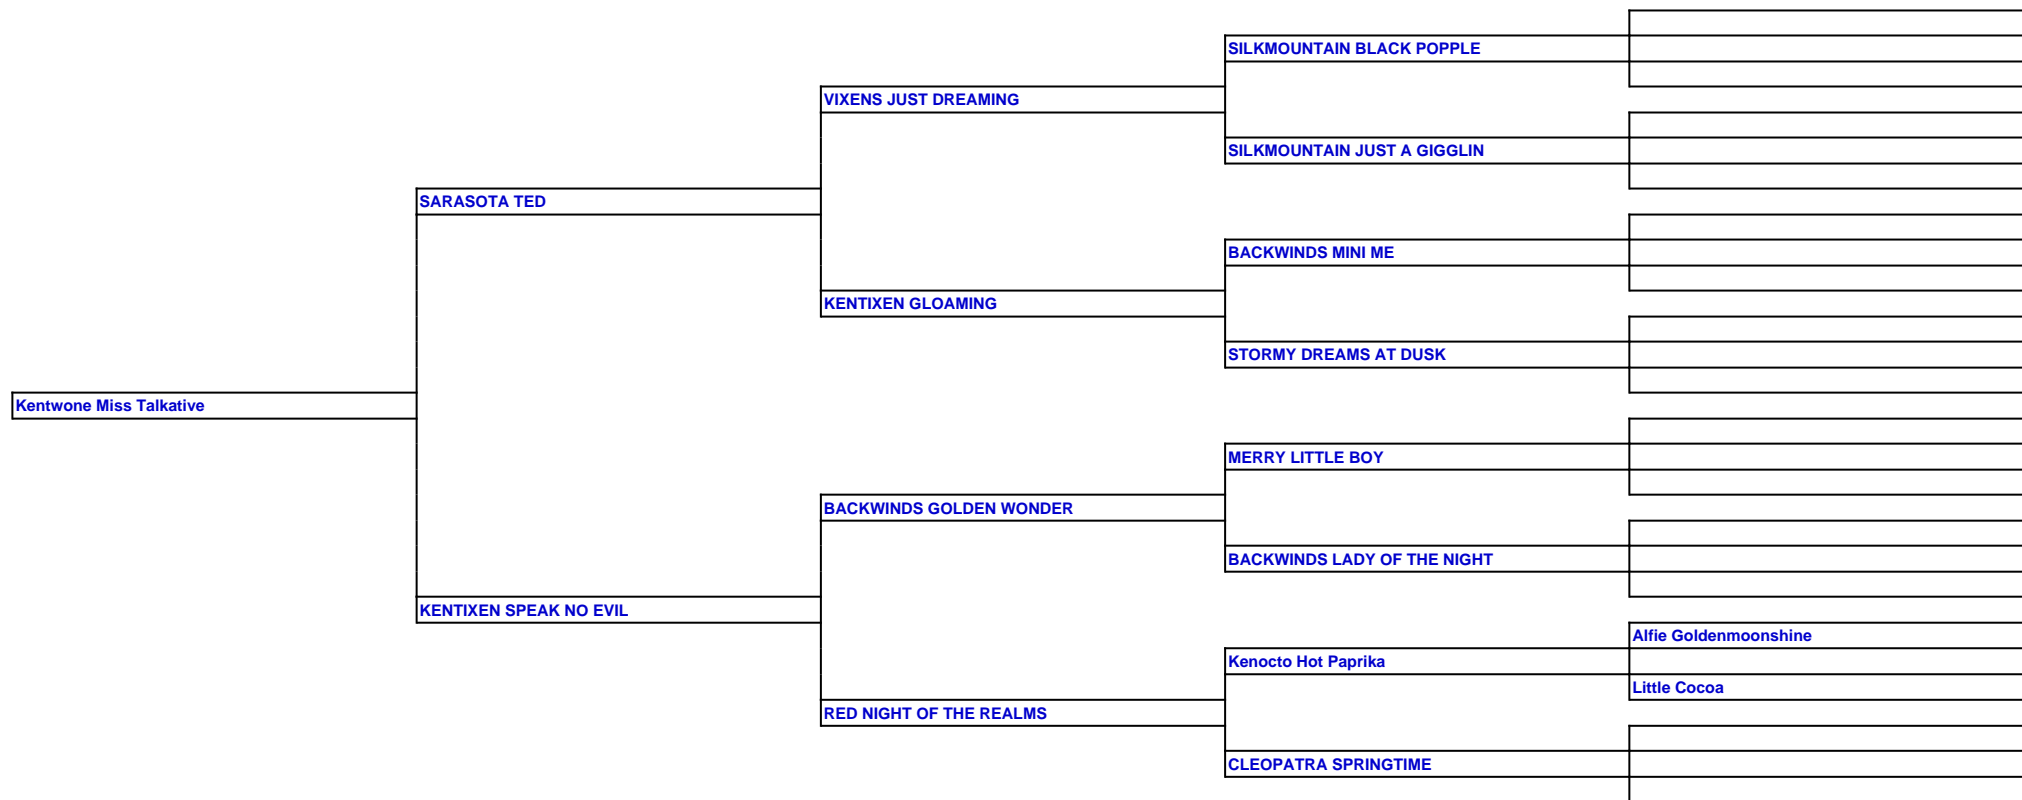 SILKMOUNTAIN BLACK POPPLE
VIXENS JUST DREAMING
SILKMOUNTAIN JUST A GIGGLIN
SARASOTA TED
BACKWINDS MINI ME
KENTIXEN GLOAMING
STORMY DREAMS AT DUSK
Kentwone Miss Talkative
MERRY LITTLE BOY
BACKWINDS GOLDEN WONDER
BACKWINDS LADY OF THE NIGHT
KENTIXEN SPEAK NO EVIL
Alfie Goldenmoonshine
Kenocto Hot Paprika
Little Cocoa
RED NIGHT OF THE REALMS
CLEOPATRA SPRINGTIME